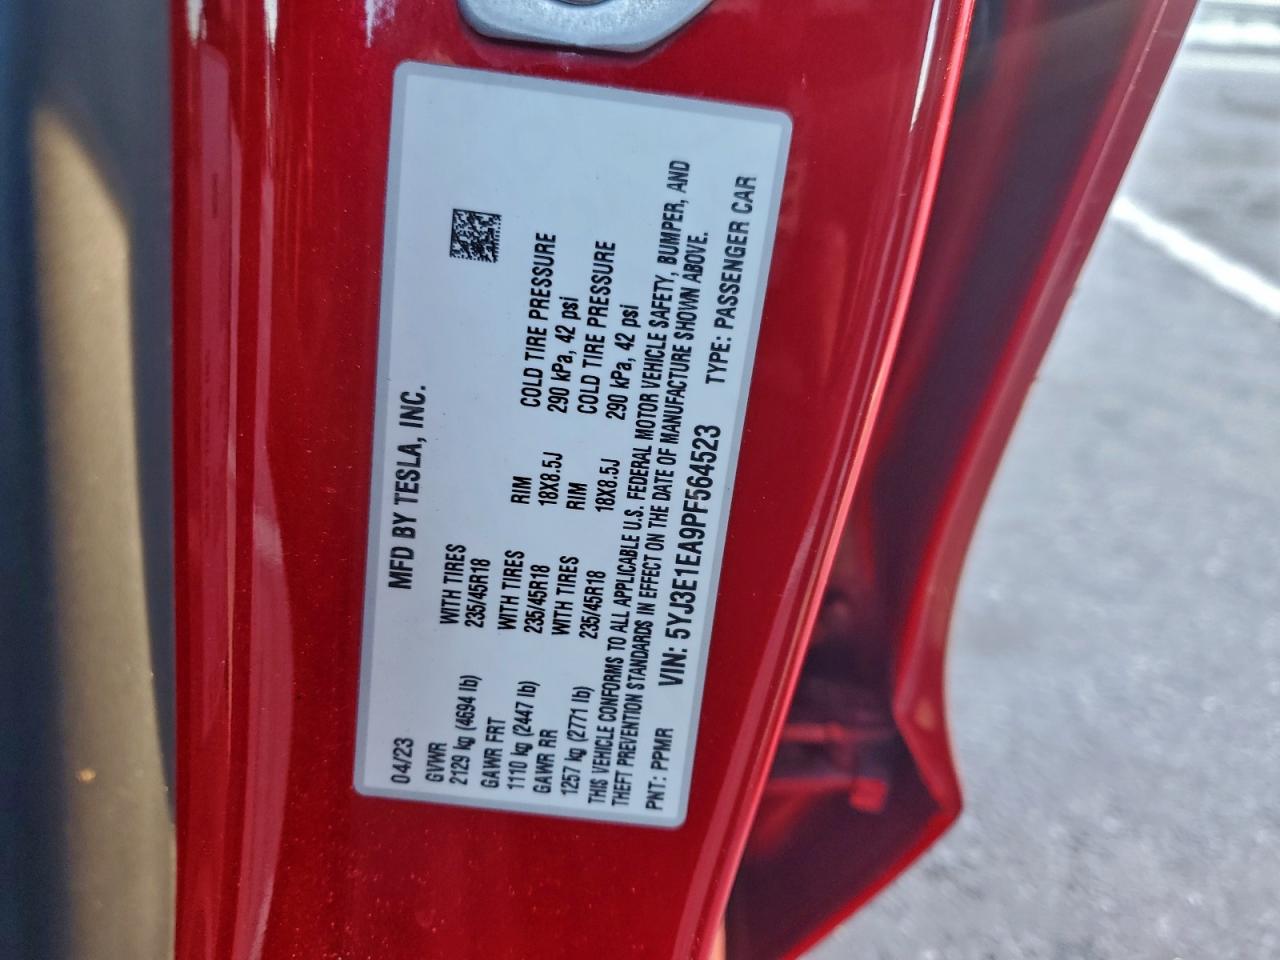 04/23 MFD BY TESLA, INC.
GVWR WITH TIRES
2129 kg (4694 lb) 235/45R18
GAWR FRT WITH TIRES RIM COLD TIRE PRESSURE
1110 kg (2447 lb) 235/45R18 18X8.5J 290 kPa, 42 psi
GAWR RR WITH TIRES RIM COLD TIRE PRESSURE
1257 kg (2771 lb) 235/45R18 18X8.5J 290 kPa, 42 psi
THIS VEHICLE CONFORMS TO ALL APPLICABLE U.S. FEDERAL MOTOR VEHICLE SAFETY, BUMPER, AND
THEFT PREVENTION STANDARDS IN EFFECT ON THE DATE OF MANUFACTURE SHOWN ABOVE.
PNT: PPMR VIN: 5YJ3E1EA9PF564523 TYPE: PASSENGER CAR